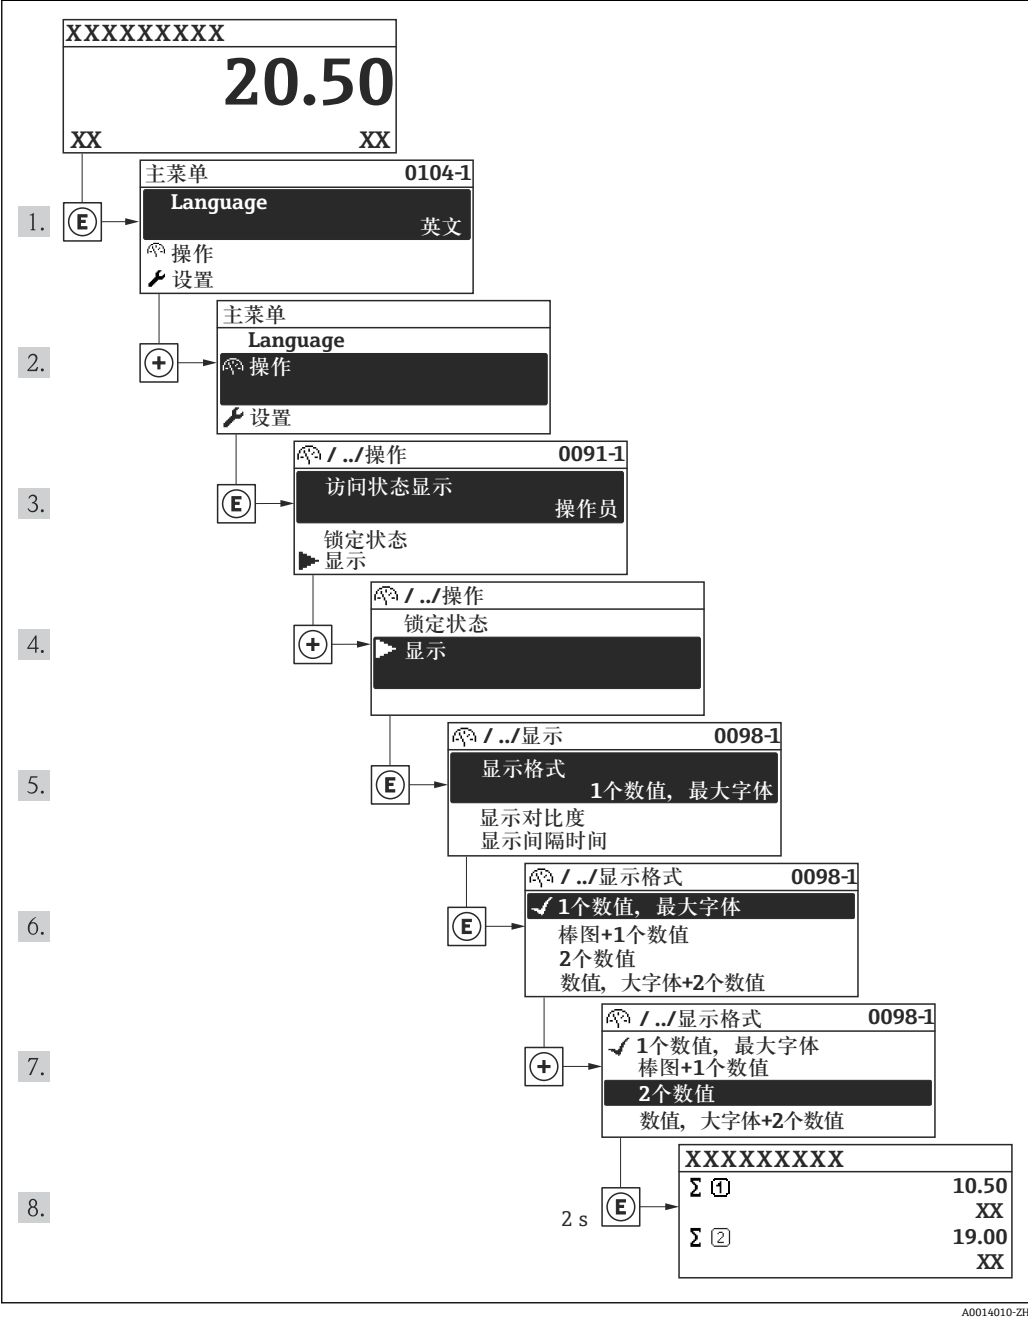 XXXXXXXXX
20.50
XX XX
主菜单 0104-1
Language
1. E 英文
操作
设置
主菜单
Language
2. + 操作
设置
/ ../操作 0091-1
访问状态显示
3. E 操作员
锁定状态
显示
/ ../操作
锁定状态
4. + 显示
/ ../显示 0098-1
显示格式
5. E 1个数值，最大字体
显示对比度
显示间隔时间
/ ../显示格式 0098-1
1个数值，最大字体
6. E 棒图+1个数值
2个数值
数值，大字体+2个数值
/ ../显示格式 0098-1
1个数值，最大字体
7. + 棒图+1个数值
2个数值
数值，大字体+2个数值
XXXXXXXXX
Σ 1 10.50
8. 2 s E XX
Σ 2 19.00
XX
A0014010-ZH